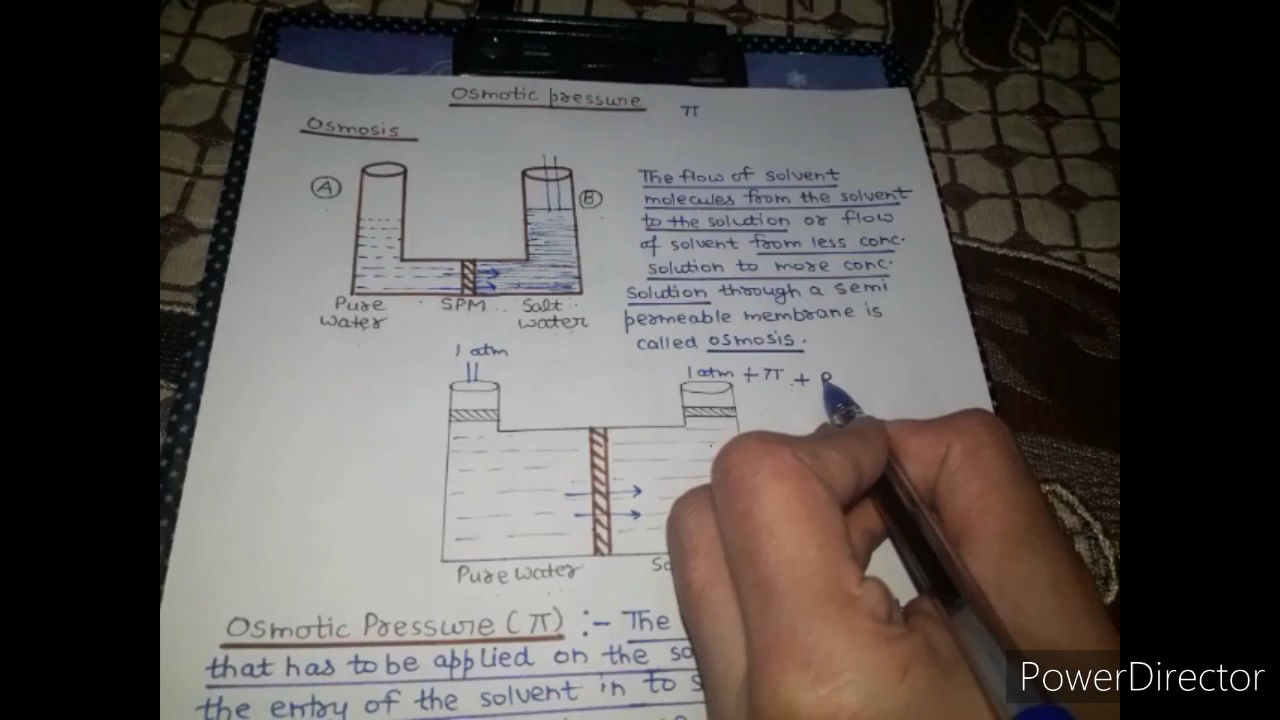 Osmotic pressure
π
Osmosis
A
B
The flow of solvent
molecules from the solvent
to the solution or flow
of solvent from less conc.
solution to more conc.
solution through a semi
permeable membrane is
called osmosis.
Pure
water
SPM
Salt
water
1 atm
1 atm + π + P
Pure water
Osmotic Pressure (π) :- The
that has to be applied on the
the entry of the solvent in to
PowerDirector